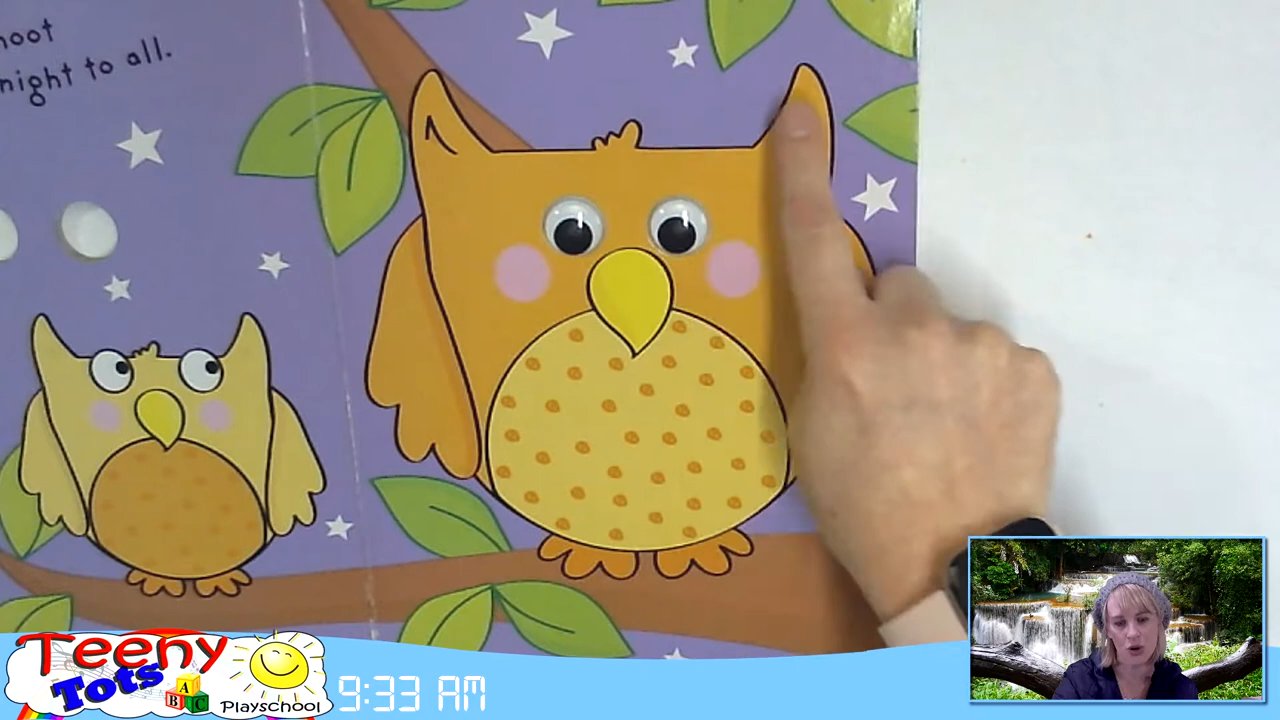 hoot
night to all.
Teeny
Tots
A
B C
Playschool
9:33 AM